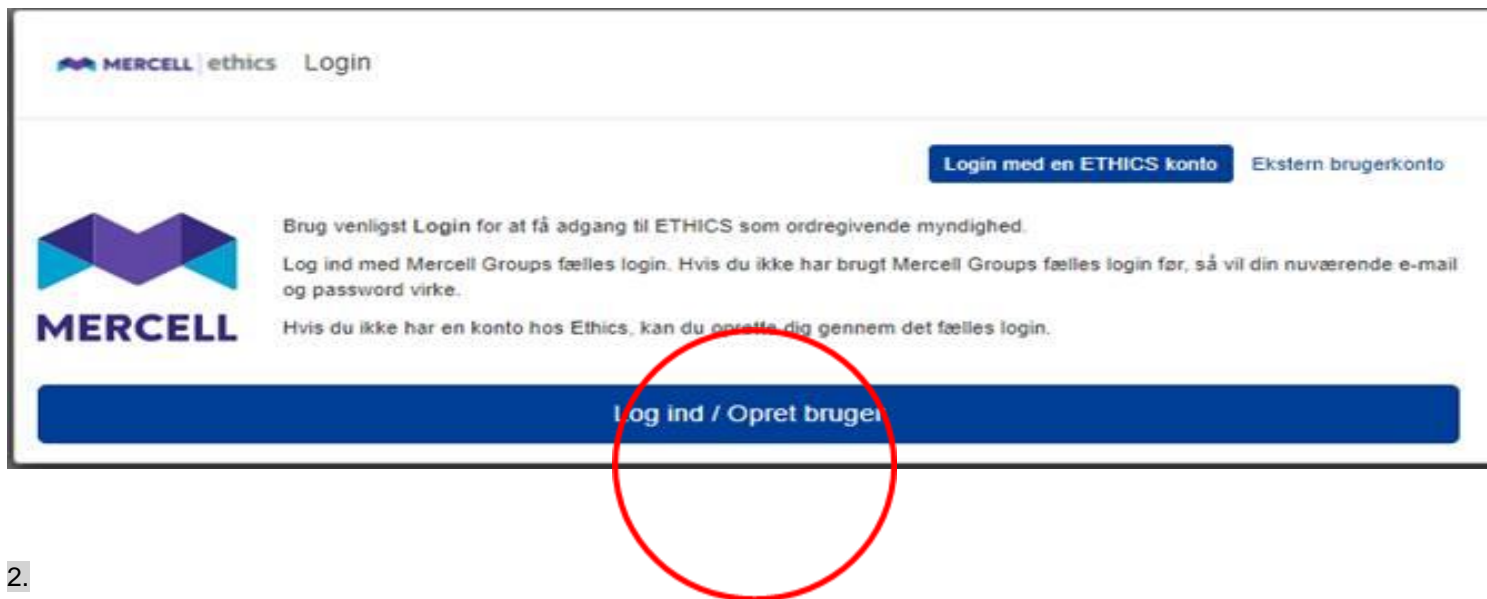 MERCELL ethics Login
Login med en ETHICS konto Ekstern brugerkonto
Brug venligst Login for at få adgang til ETHICS som ordregivende myndighed.
Log ind med Mercell Groups fælles login. Hvis du ikke har brugt Mercell Groups fælles login før, så vil din nuværende e-mail
og password virke.
MERCELL
Hvis du ikke har en konto hos Ethics, kan du oprette dig gennem det fælles login.
Log ind / Opret bruger
2.